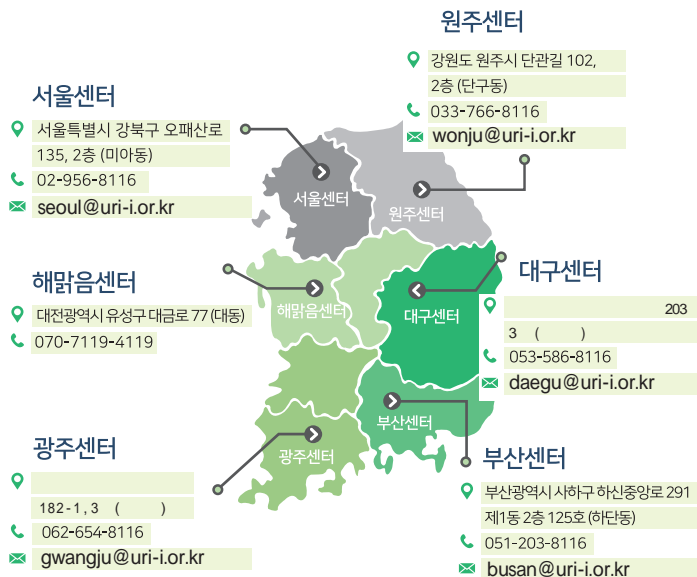 원주센터
강원도 원주시 단관길 102,
2층 (단구동)
033-766-8116
wonju@uri-i.or.kr
서울센터
서울특별시 강북구 오패산로
135, 2층 (미아동)
02-956-8116
seoul@uri-i.or.kr
서울센터
원주센터
해맑음센터
대전광역시 유성구 대금로 77 (대동)
070-7119-4119
해맑음센터
대구센터
대구센터
203
3 ( )
053-586-8116
daegu@uri-i.or.kr
부산센터
광주센터
광주센터
182-1, 3 ( )
062-654-8116
gwangju@uri-i.or.kr
부산센터
부산광역시 사하구 하신중앙로 291
제1동 2층 125호 (하단동)
051-203-8116
busan@uri-i.or.kr